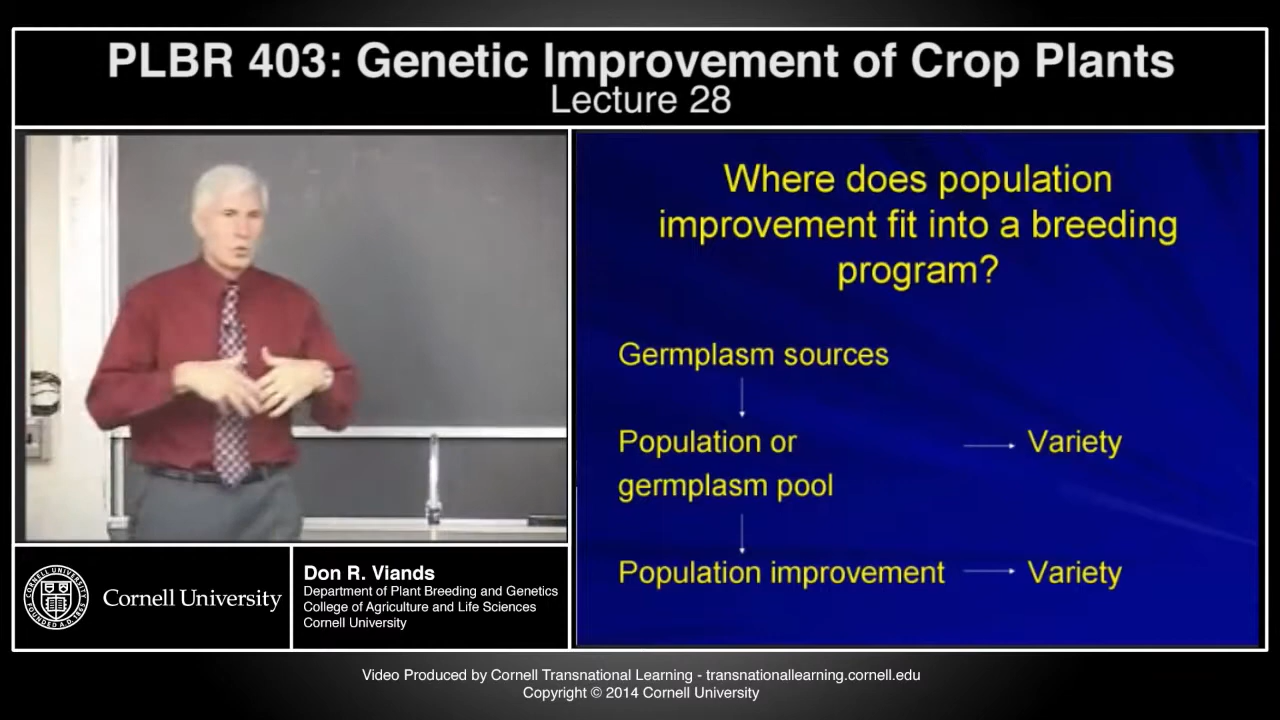 PLBR 403: Genetic Improvement of Crop Plants
Lecture 28
Where does population
improvement fit into a breeding
program?
Germplasm sources
Population or
Variety
germplasm pool
Population improvement
Variety
Cornell University
Don R. Viands
Department of Plant Breeding and Genetics
College of Agriculture and Life Sciences
Cornell University
Video Produced by Cornell Transnational Learning - transnationallearning.cornell.edu
Copyright © 2014 Cornell University